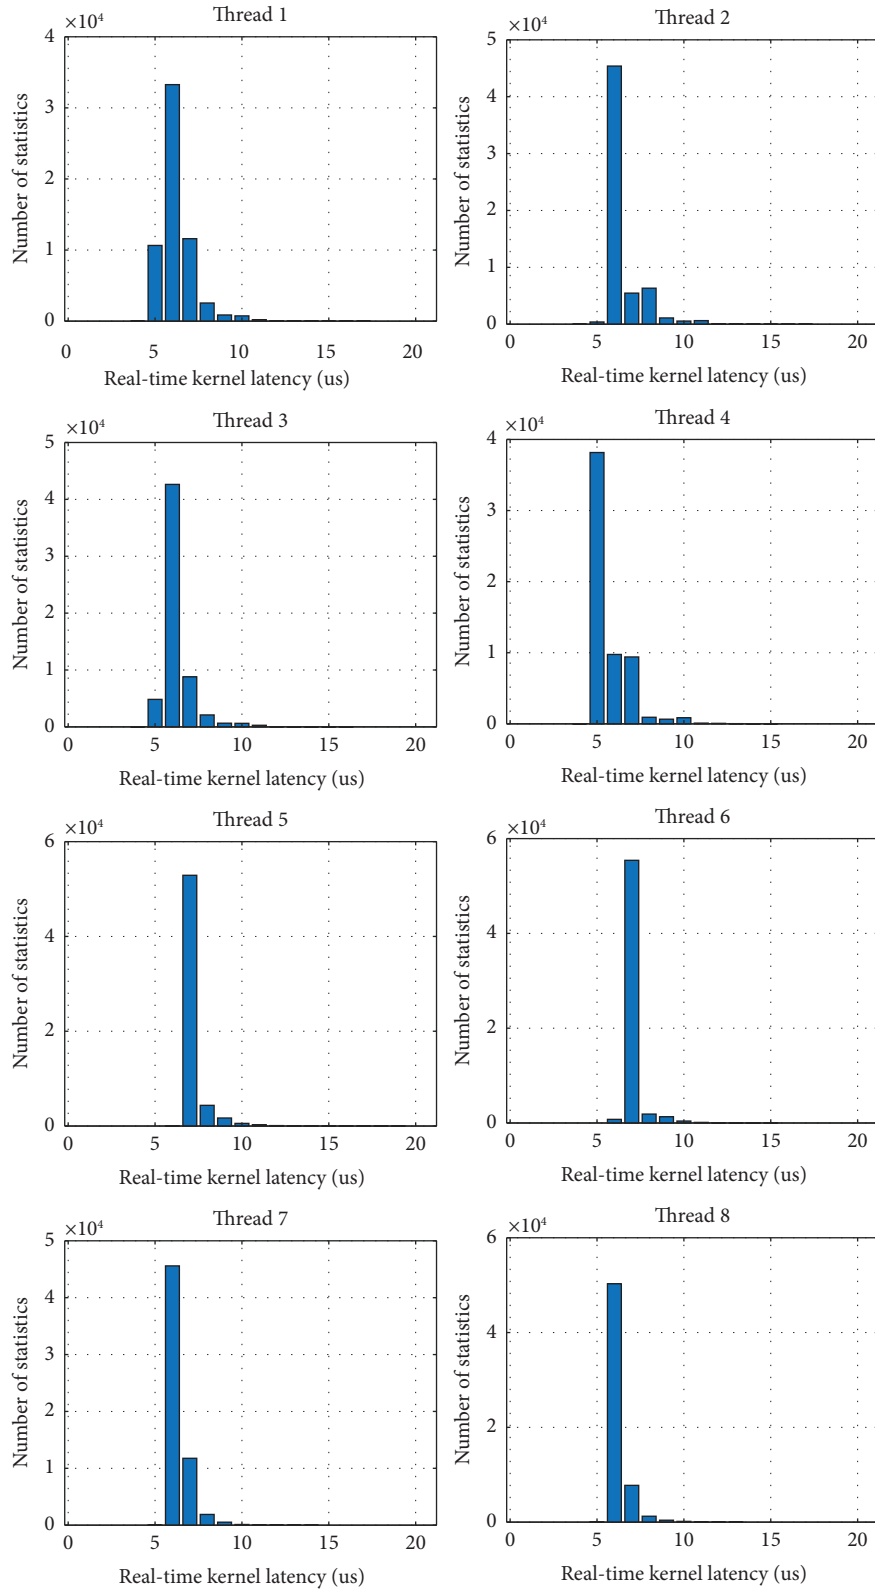 Thread 1
×10⁴
4
3
2
1
0
Number of statistics
0 5 10 15 20
Real-time kernel latency (us)
Thread 2
×10⁴
5
4
3
2
1
0
Number of statistics
0 5 10 15 20
Real-time kernel latency (us)
Thread 3
×10⁴
5
4
3
2
1
0
Number of statistics
0 5 10 15 20
Real-time kernel latency (us)
Thread 4
×10⁴
4
3
2
1
0
Number of statistics
0 5 10 15 20
Real-time kernel latency (us)
Thread 5
×10⁴
6
4
2
0
Number of statistics
0 5 10 15 20
Real-time kernel latency (us)
Thread 6
×10⁴
6
4
2
0
Number of statistics
0 5 10 15 20
Real-time kernel latency (us)
Thread 7
×10⁴
5
4
3
2
1
0
Number of statistics
0 5 10 15 20
Real-time kernel latency (us)
Thread 8
×10⁴
6
4
2
0
Number of statistics
0 5 10 15 20
Real-time kernel latency (us)